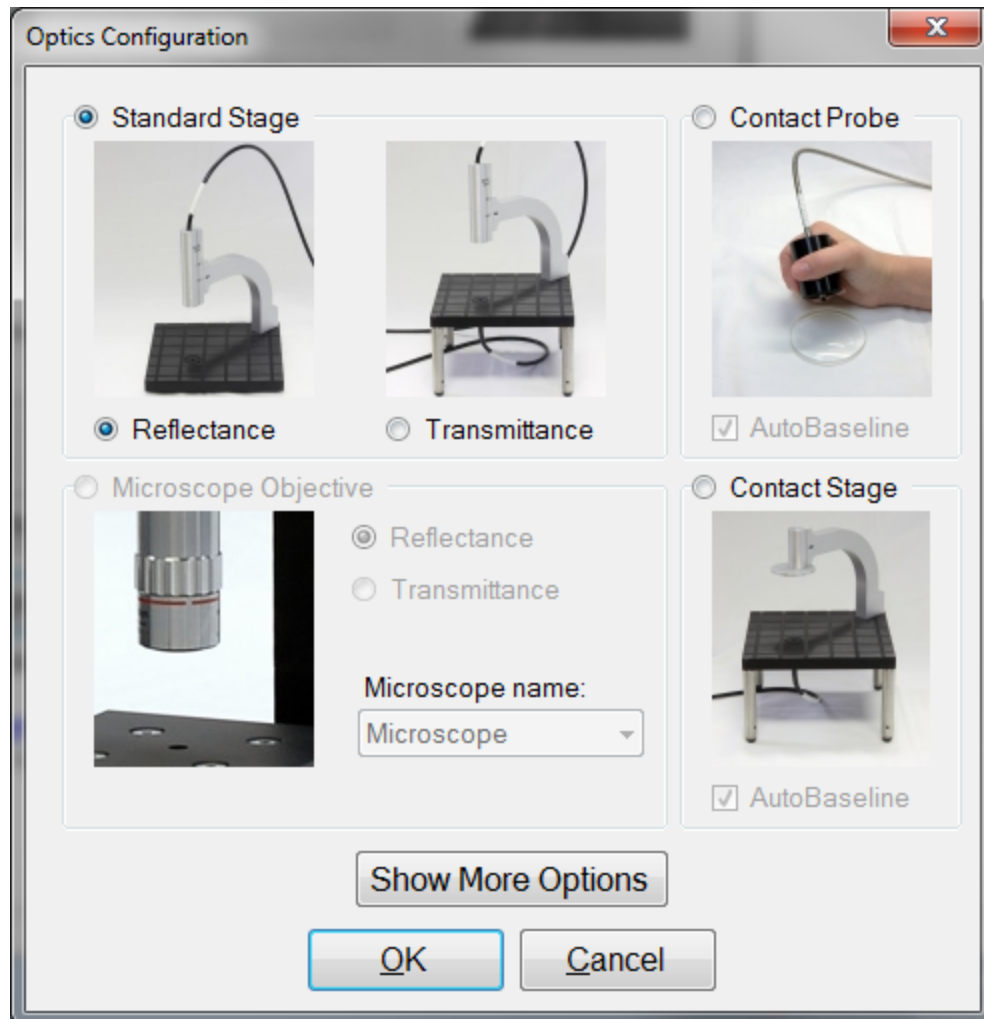 Optics Configuration
Standard Stage
Reflectance
Transmittance
Contact Probe
AutoBaseline
Microscope Objective
Reflectance
Transmittance
Microscope name:
Microscope
Contact Stage
AutoBaseline
Show More Options
OK
Cancel